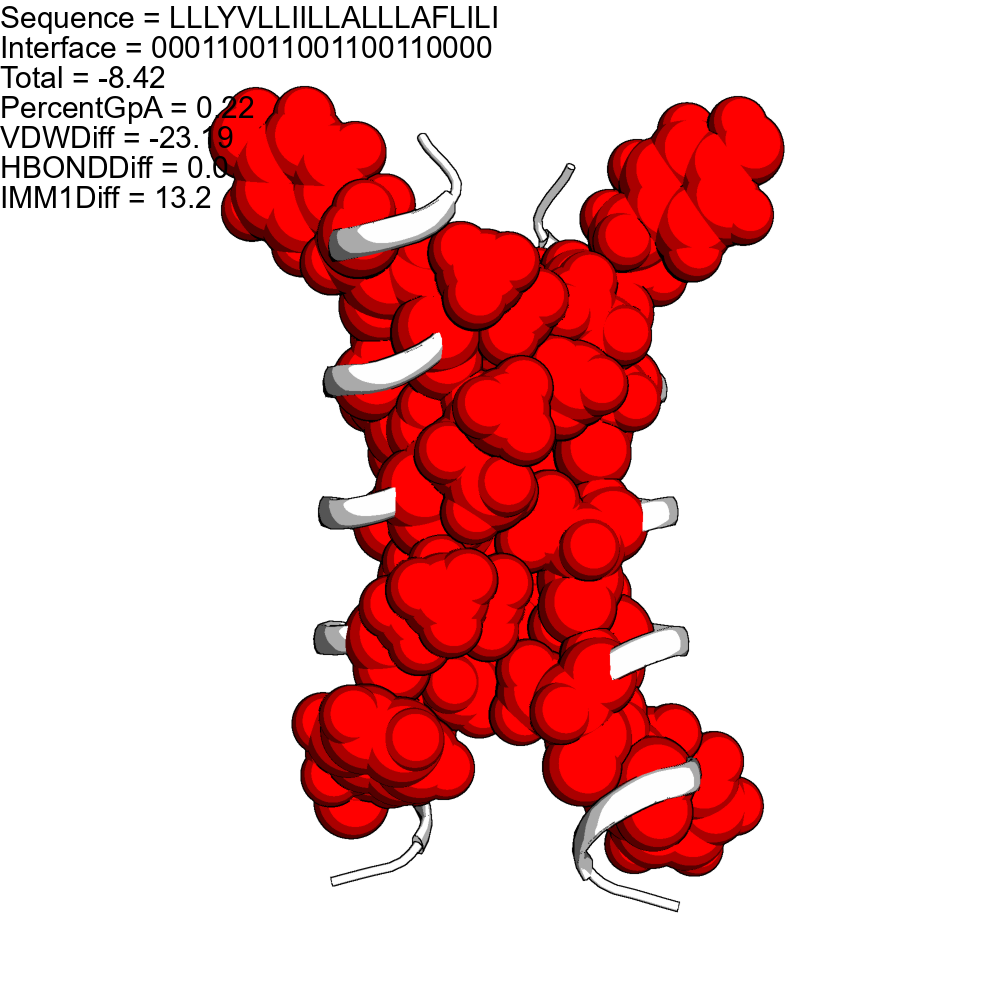 Sequence = LLLYVLLIILLALLLAFLILI
Interface = 000110011001100110000
Total = -8.42
PercentGpA = 0.22
VDWDiff = -23.19
HBONDDiff = 0.0
IMM1Diff = 13.2